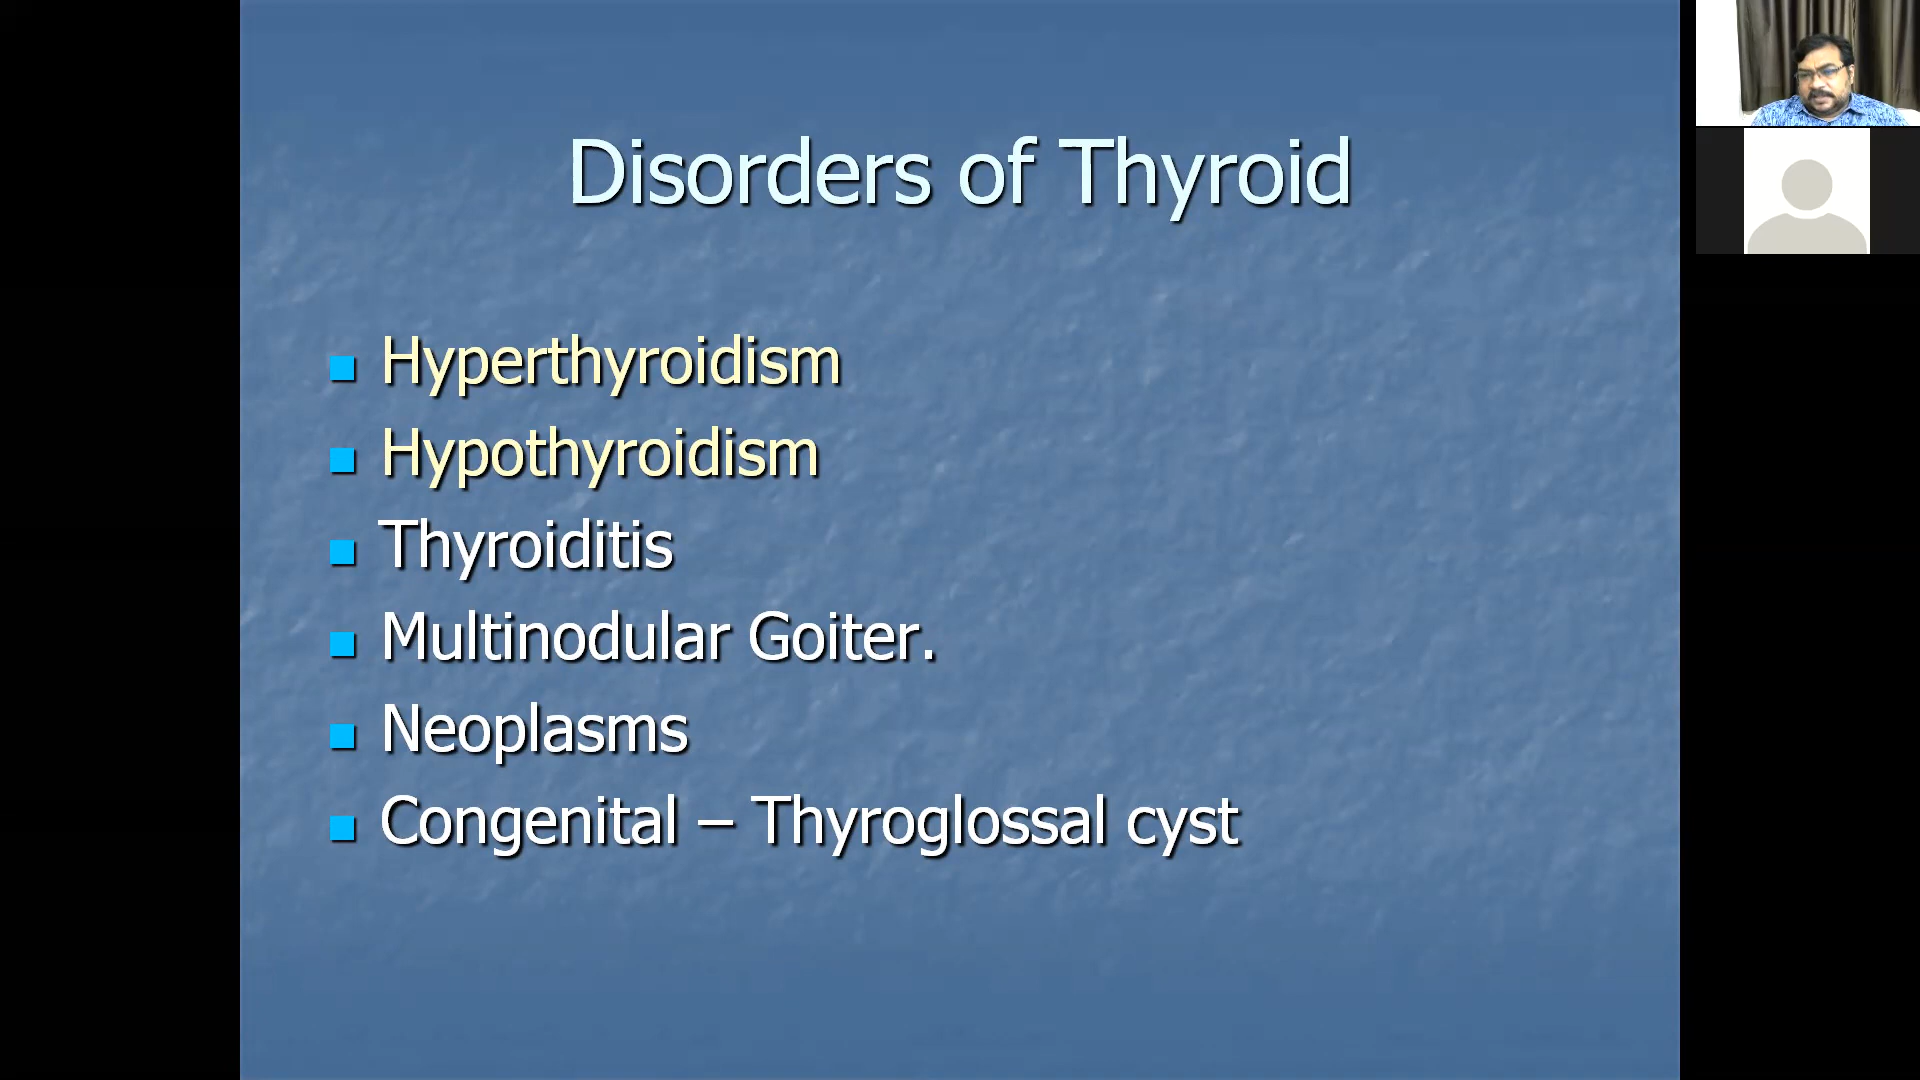 Disorders of Thyroid
Hyperthyroidism
Hypothyroidism
Thyroiditis
Multinodular Goiter.
Neoplasms
Congenital – Thyroglossal cyst